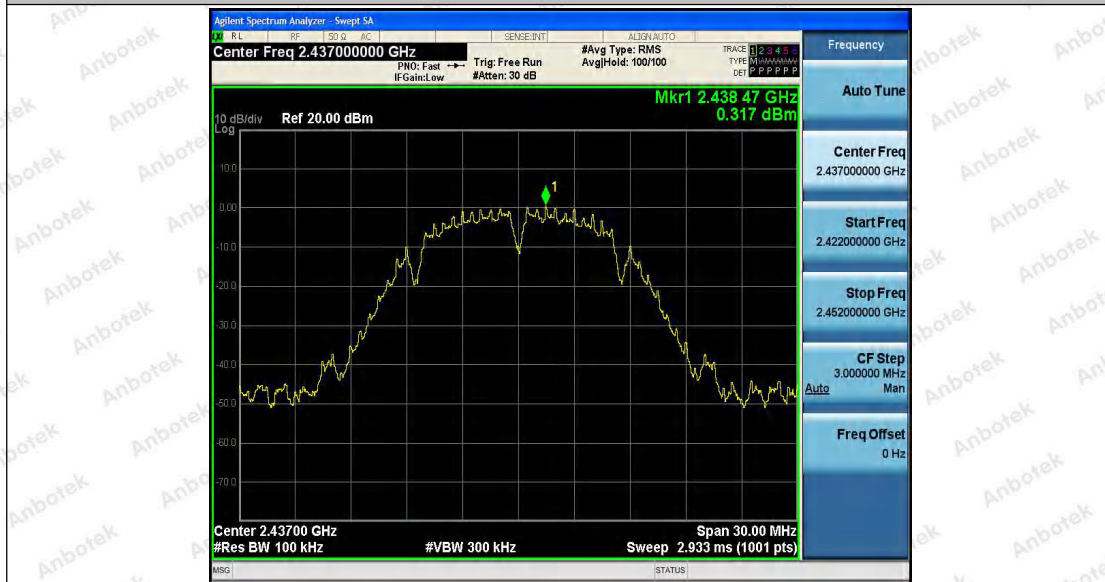 Agilent Spectrum Analyzer - Swept SA
RL RF 50 Ω AC SENSE:INT ALIGNAUTO
Center Freq 2.437000000 GHz
PNO: Fast
IFGain:Low
Trig: Free Run
#Atten: 30 dB
#Avg Type: RMS
Avg|Hold: 100/100
TRACE 1 2 3 4 5 6
TYPE M
DET P P P P P P
Mkr1 2.438 47 GHz
0.317 dBm
10 dB/div Ref 20.00 dBm
Log
10.0
0.00
-10.0
-20.0
-30.0
-40.0
-50.0
-60.0
-70.0
1
Center 2.43700 GHz
Span 30.00 MHz
#Res BW 100 kHz #VBW 300 kHz Sweep 2.933 ms (1001 pts)
MSG STATUS
Frequency
Auto Tune
Center Freq
2.437000000 GHz
Start Freq
2.422000000 GHz
Stop Freq
2.452000000 GHz
CF Step
3.000000 MHz
Auto Man
Freq Offset
0 Hz
Anbotek